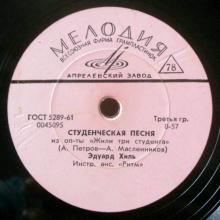 МЕЛОДИЯ
ВСЕСОЮЗНАЯ ФИРМА ГРАМПЛАСТИНОК
АПРЕЛЕВСКИЙ ЗАВОД
78
ГОСТ 5289-61
0045095
Третья гр.
0-57
СТУДЕНЧЕСКАЯ ПЕСНЯ
из оп-ты «Жили три студента»
(А. Петров—А. Масленников)
Эдуард Хиль
Инстр. анс. «Ритм»